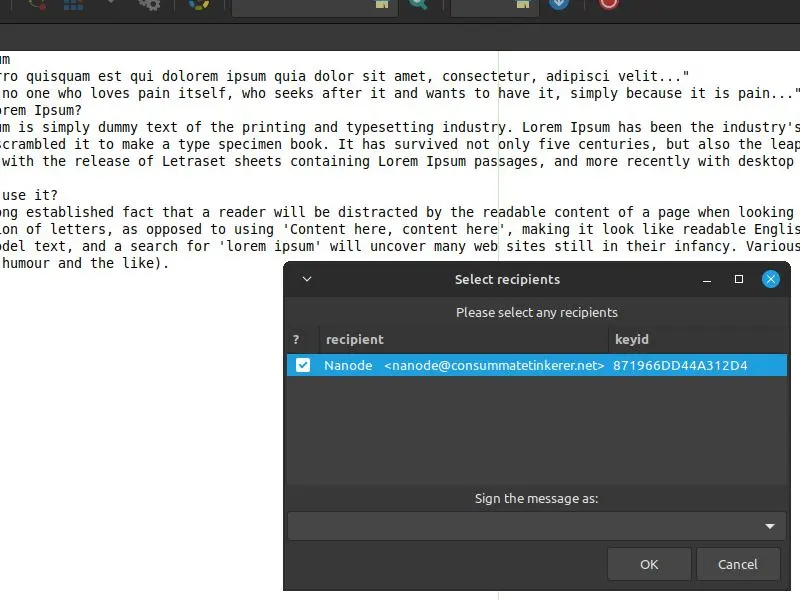 um
rro quisquam est qui dolorem ipsum quia dolor sit amet, consectetur, adipisci velit..."
no one who loves pain itself, who seeks after it and wants to have it, simply because it is pain..."
orem Ipsum?
um is simply dummy text of the printing and typesetting industry. Lorem Ipsum has been the industry's
scrambled it to make a type specimen book. It has survived not only five centuries, but also the leap
with the release of Letraset sheets containing Lorem Ipsum passages, and more recently with desktop
use it?
ong established fact that a reader will be distracted by the readable content of a page when looking
ion of letters, as opposed to using 'Content here, content here', making it look like readable Englis
odel text, and a search for 'lorem ipsum' will uncover many web sites still in their infancy. Various
humour and the like).
Select recipients
Please select any recipients
? recipient keyid
Nanode <nanode@consummatetinkerer.net> 871966DD44A312D4
Sign the message as:
OK Cancel